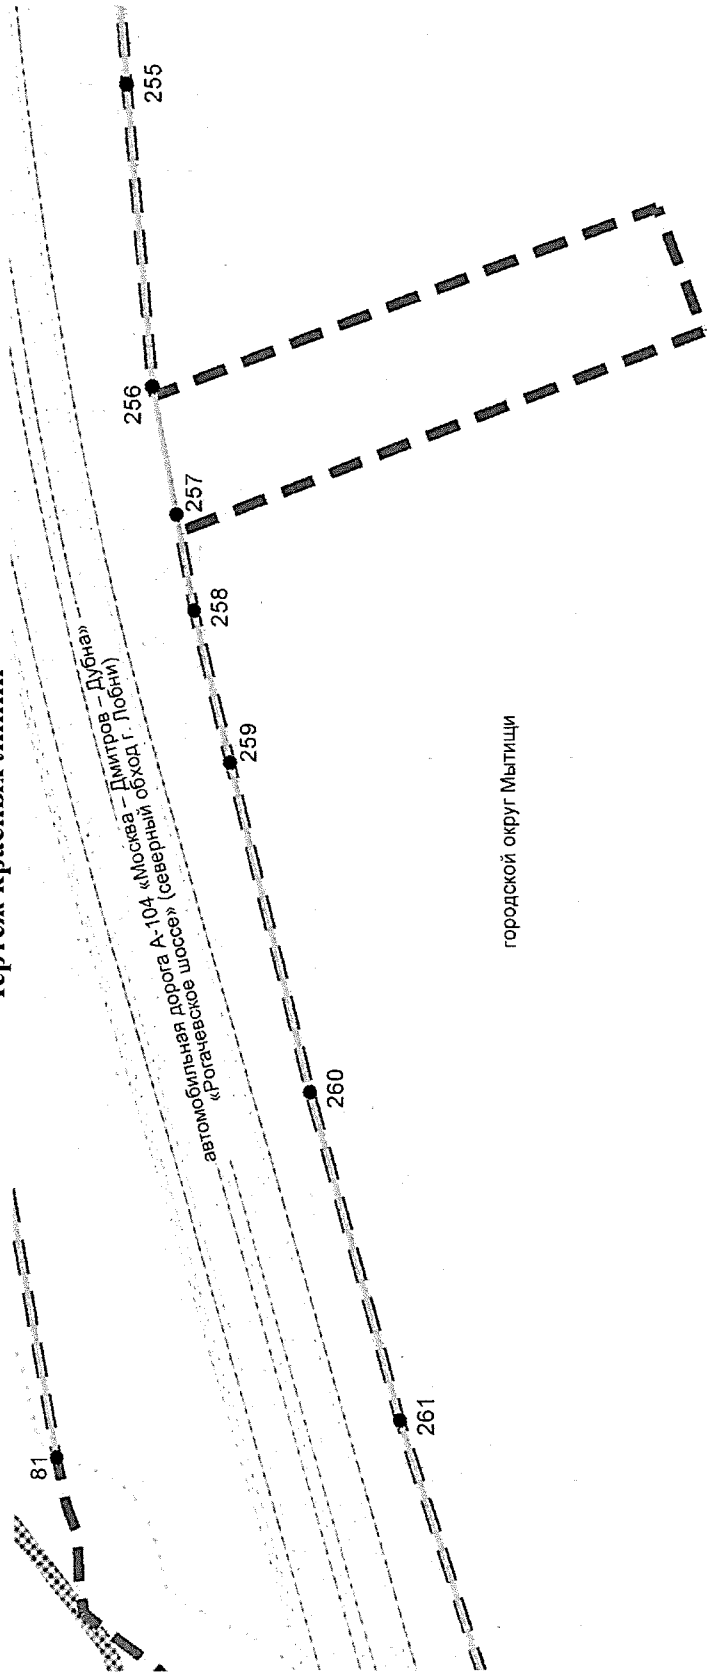 81
автомобильная дорога А-104 «Москва – Дмитров – Дубна»
«Рогачевское шоссе» (северный обход г. Лобни)
261
260
259
258
257
256
255
городской округ Мытищи